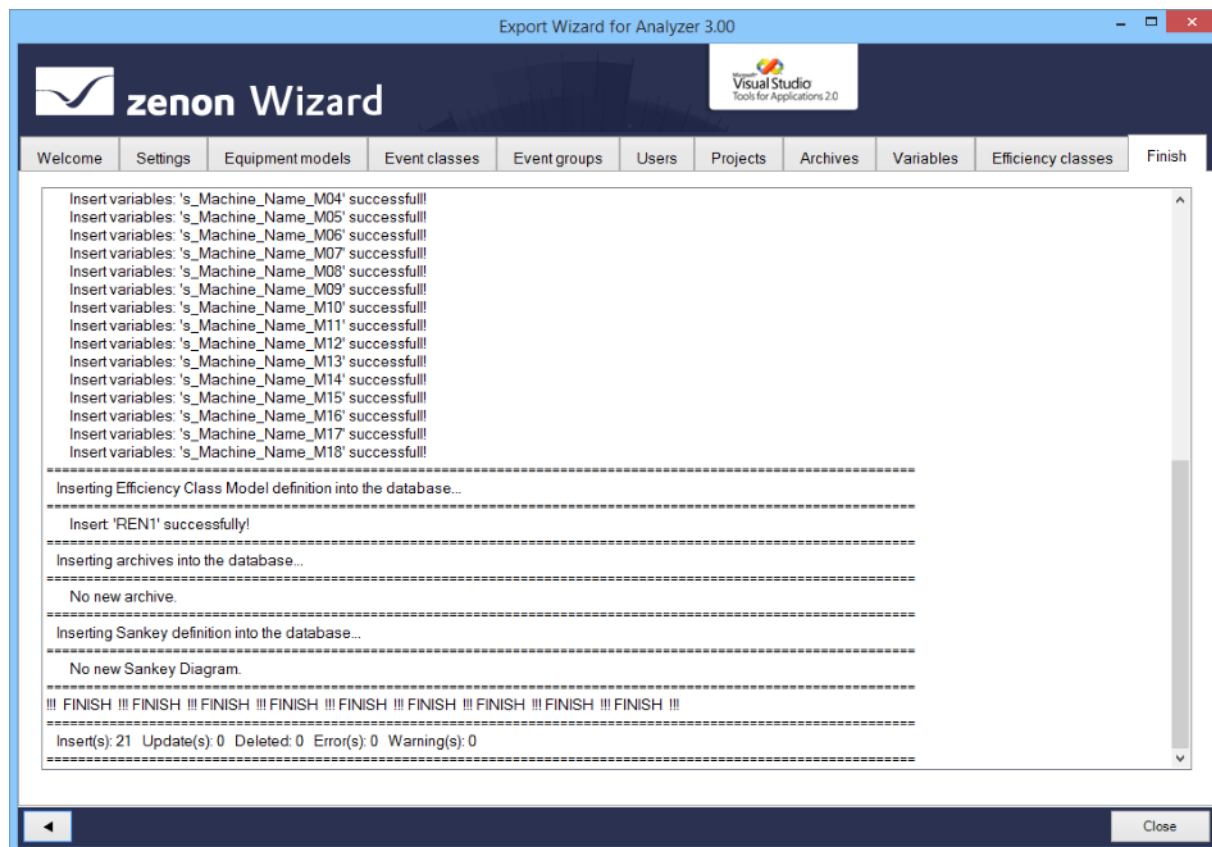 Export Wizard for Analyzer 3.00
zenon Wizard
Microsoft
Visual Studio
Tools for Applications 2.0
Welcome Settings Equipment models Event classes Event groups Users Projects Archives Variables Efficiency classes Finish
Insert variables: 's_Machine_Name_M04' successfull!
Insert variables: 's_Machine_Name_M05' successfull!
Insert variables: 's_Machine_Name_M06' successfull!
Insert variables: 's_Machine_Name_M07' successfull!
Insert variables: 's_Machine_Name_M08' successfull!
Insert variables: 's_Machine_Name_M09' successfull!
Insert variables: 's_Machine_Name_M10' successfull!
Insert variables: 's_Machine_Name_M11' successfull!
Insert variables: 's_Machine_Name_M12' successfull!
Insert variables: 's_Machine_Name_M13' successfull!
Insert variables: 's_Machine_Name_M14' successfull!
Insert variables: 's_Machine_Name_M15' successfull!
Insert variables: 's_Machine_Name_M16' successfull!
Insert variables: 's_Machine_Name_M17' successfull!
Insert variables: 's_Machine_Name_M18' successfull!
Inserting Efficiency Class Model definition into the database...
Insert: 'REN1' successfully!
Inserting archives into the database...
No new archive.
Inserting Sankey definition into the database...
No new Sankey Diagram.
!!! FINISH !!! FINISH !!! FINISH !!! FINISH !!! FINISH !!! FINISH !!! FINISH !!! FINISH !!! FINISH !!!
Insert(s): 21 Update(s): 0 Deleted: 0 Error(s): 0 Warning(s): 0
Close